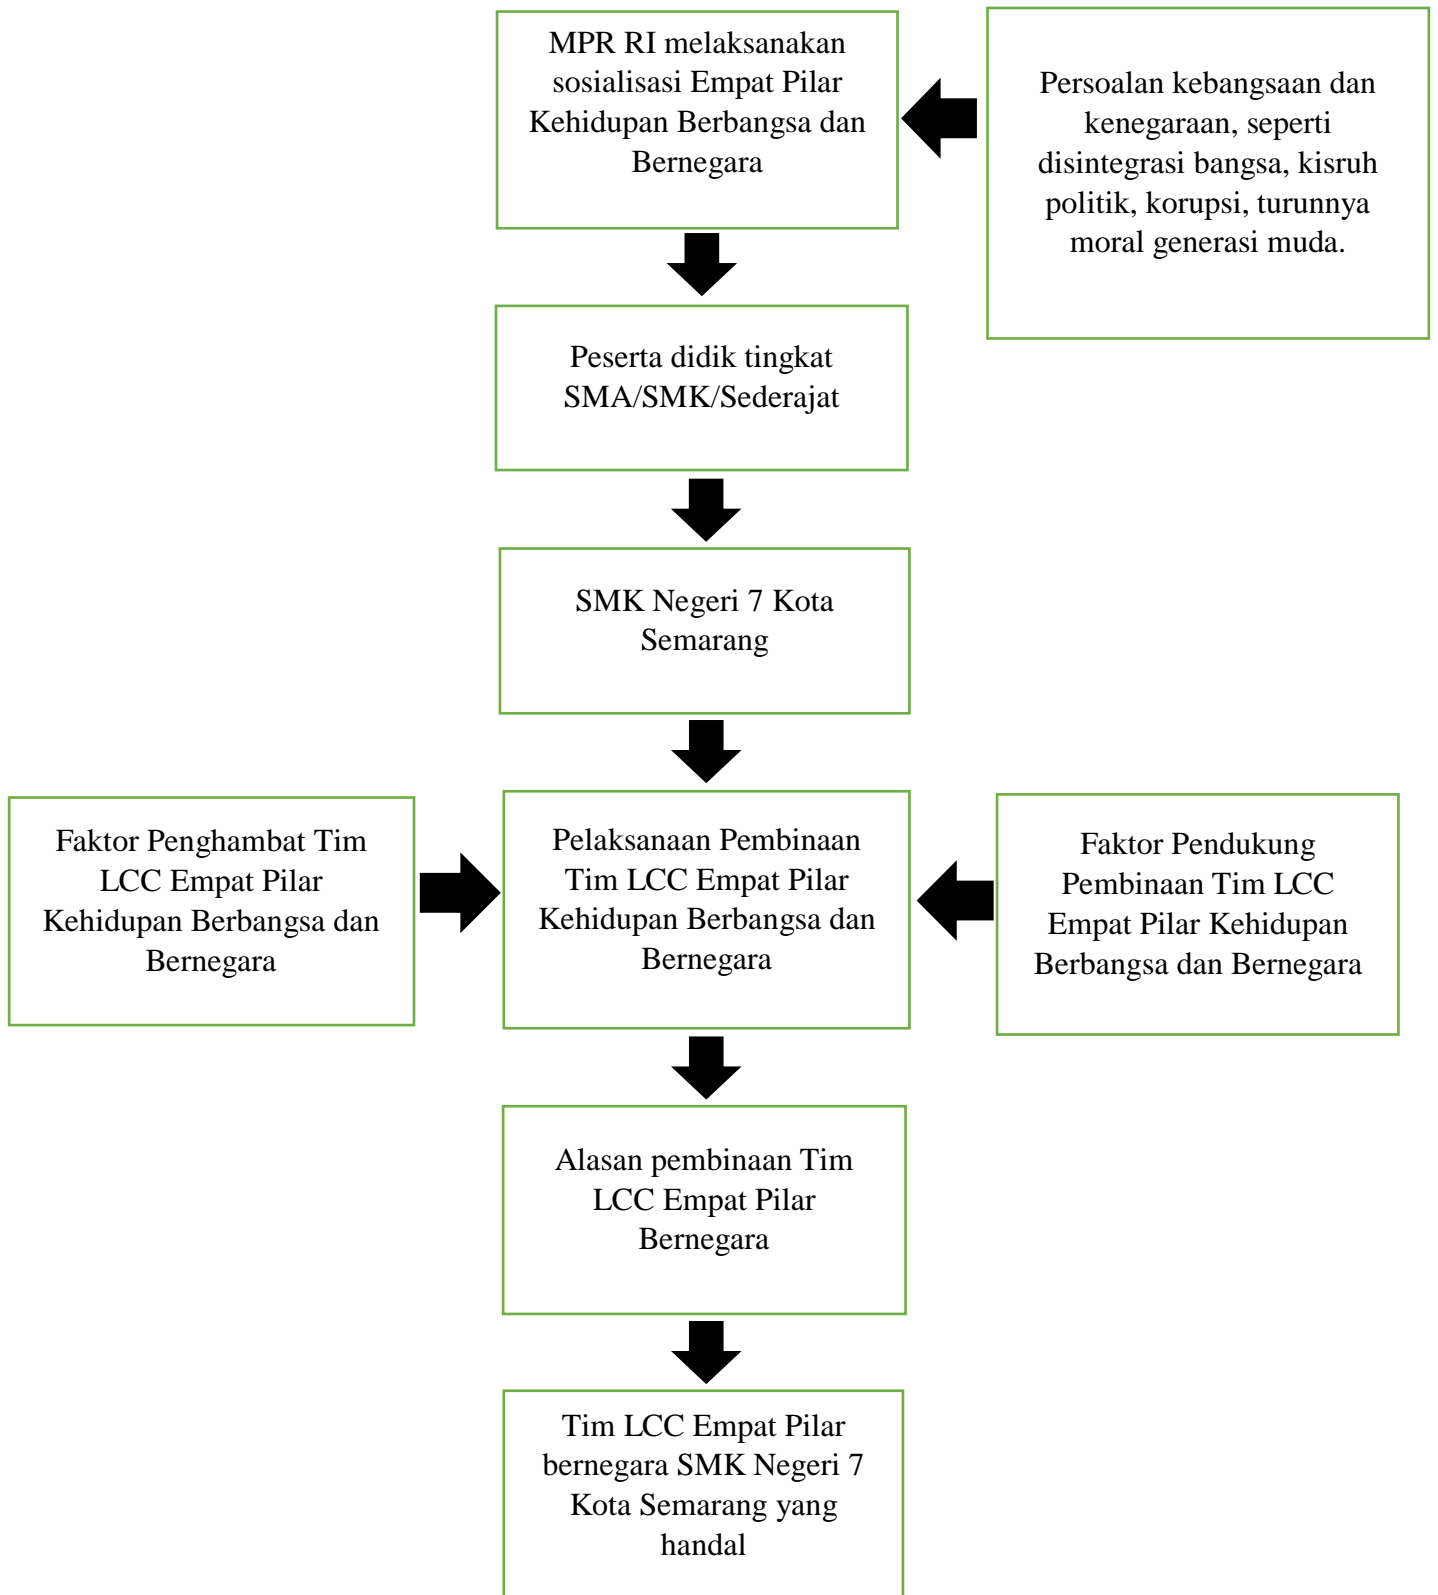 MPR RI melaksanakan
sosialisasi Empat Pilar
Kehidupan Berbangsa dan
Bernegara
Persoalan kebangsaan dan
kenegaraan, seperti
disintegrasi bangsa, kisruh
politik, korupsi, turunnya
moral generasi muda.
Peserta didik tingkat
SMA/SMK/Sederajat
SMK Negeri 7 Kota
Semarang
Faktor Penghambat Tim
LCC Empat Pilar
Kehidupan Berbangsa dan
Bernegara
Pelaksanaan Pembinaan
Tim LCC Empat Pilar
Kehidupan Berbangsa dan
Bernegara
Faktor Pendukung
Pembinaan Tim LCC
Empat Pilar Kehidupan
Berbangsa dan Bernegara
Alasan pembinaan Tim
LCC Empat Pilar
Bernegara
Tim LCC Empat Pilar
bernegara SMK Negeri 7
Kota Semarang yang
handal